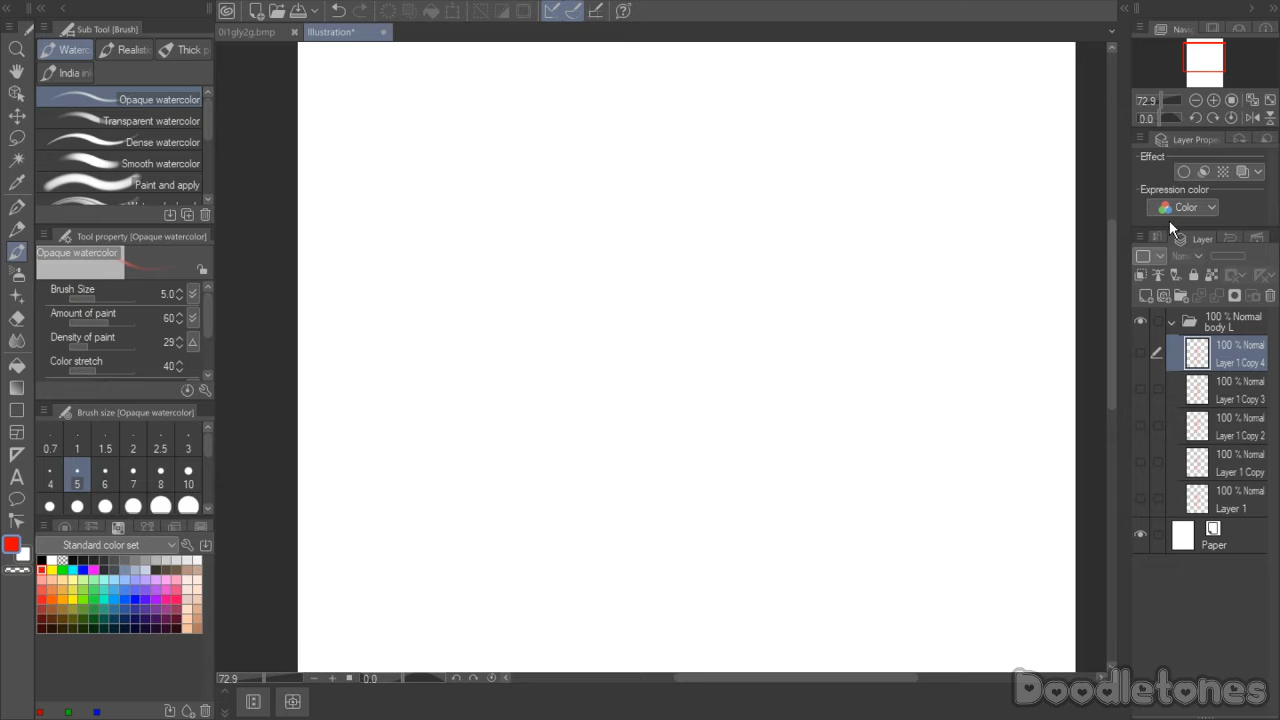 Sub Tool [Brush]
Waterc
Realistic
Thick p
India ink
Opaque watercolor
Transparent watercolor
Dense watercolor
Smooth watercolor
Paint and apply
Tool property [Opaque watercolor]
Opaque watercolor
Brush Size
5.0
Amount of paint
60
Density of paint
29
Color stretch
40
Brush size [Opaque watercolor]
0.7 1 1.5 2 2.5 3
4 5 6 7 8 10
Standard color set
0i1gly2g.bmp
Illustration*
72.9
0.0
Navig
72.9
0.0
Layer Prope
Effect
Expression color
Color
Layer
Norm
100 % Normal
body L
100 % Normal
Layer 1 Copy 4
100 % Normal
Layer 1 Copy 3
100 % Normal
Layer 1 Copy 2
100 % Normal
Layer 1 Copy
100 % Normal
Layer 1
Paper
Doodletones